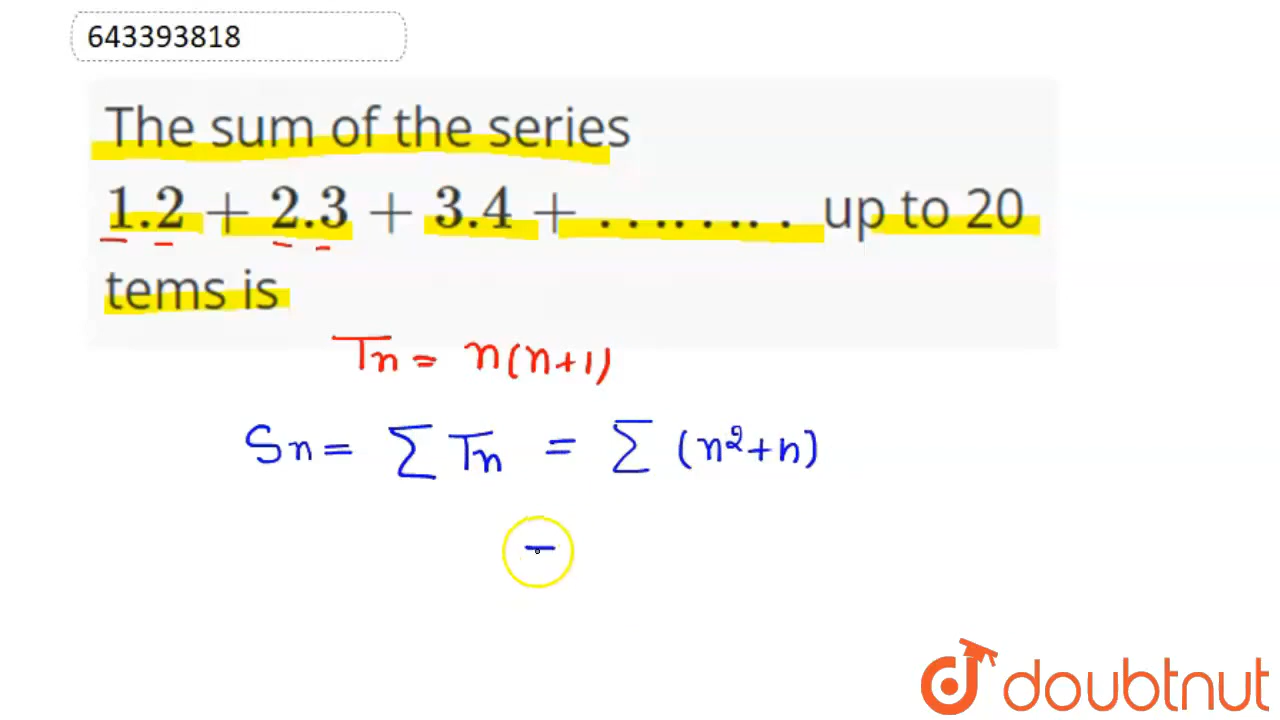 643393818
The sum of the series
1.2 + 2.3 + 3.4 + ........ up to 20
tems is
Tn = n(n+1)
Sn = ∑ Tn = ∑ (n²+n)
doubtnut